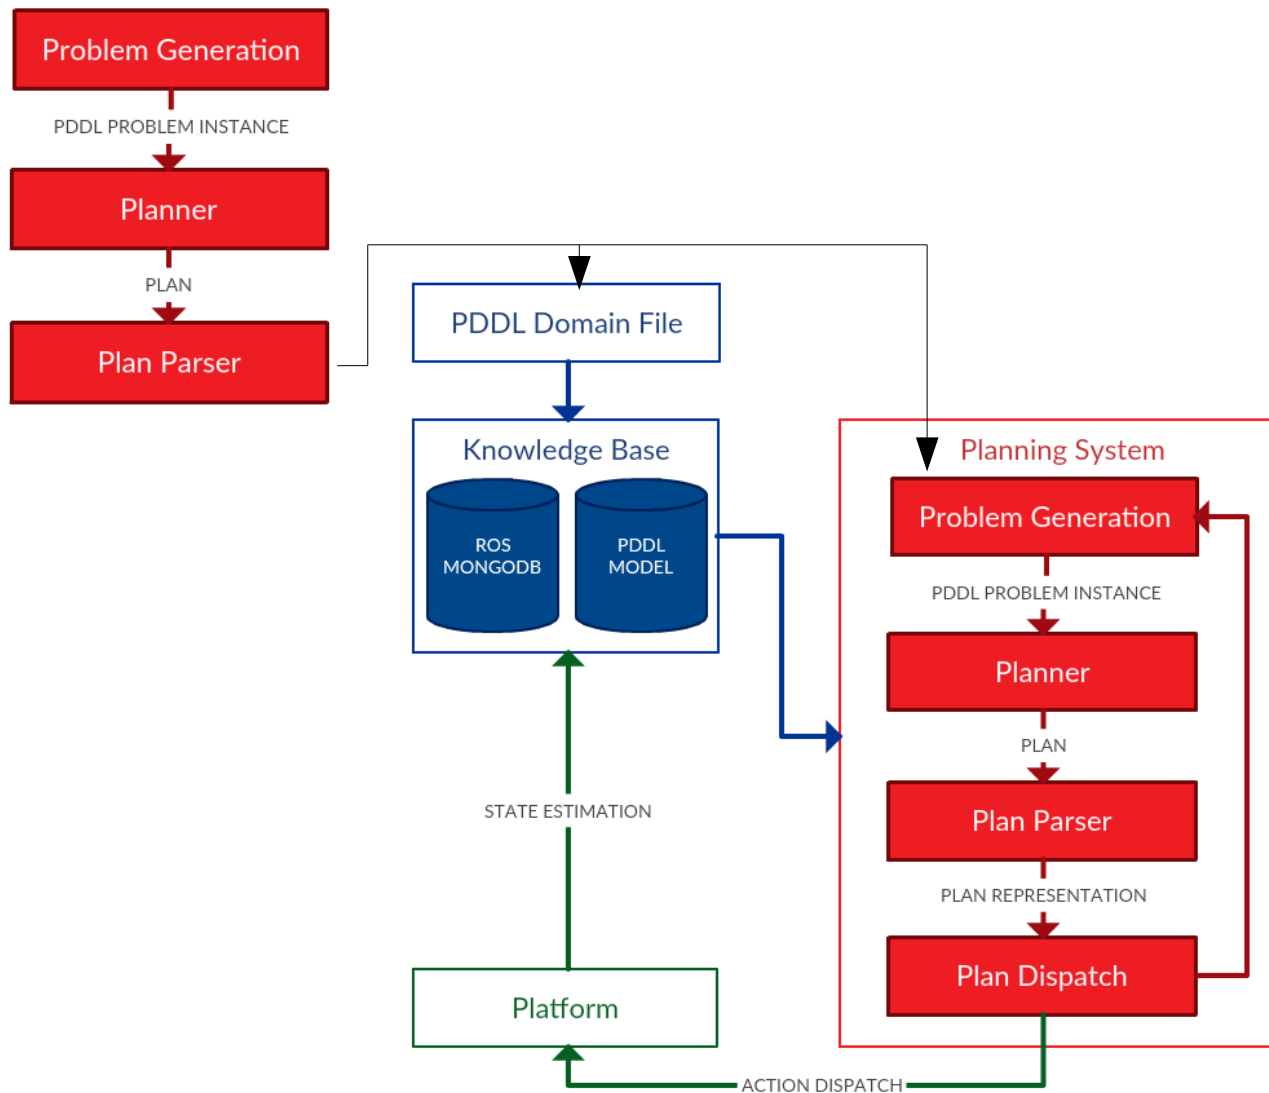 Problem Generation
PDDL PROBLEM INSTANCE
Planner
PLAN
Plan Parser
PDDL Domain File
Knowledge Base
ROS
MONGODB
PDDL
MODEL
STATE ESTIMATION
Platform
Planning System
Problem Generation
PDDL PROBLEM INSTANCE
Planner
PLAN
Plan Parser
PLAN REPRESENTATION
Plan Dispatch
ACTION DISPATCH